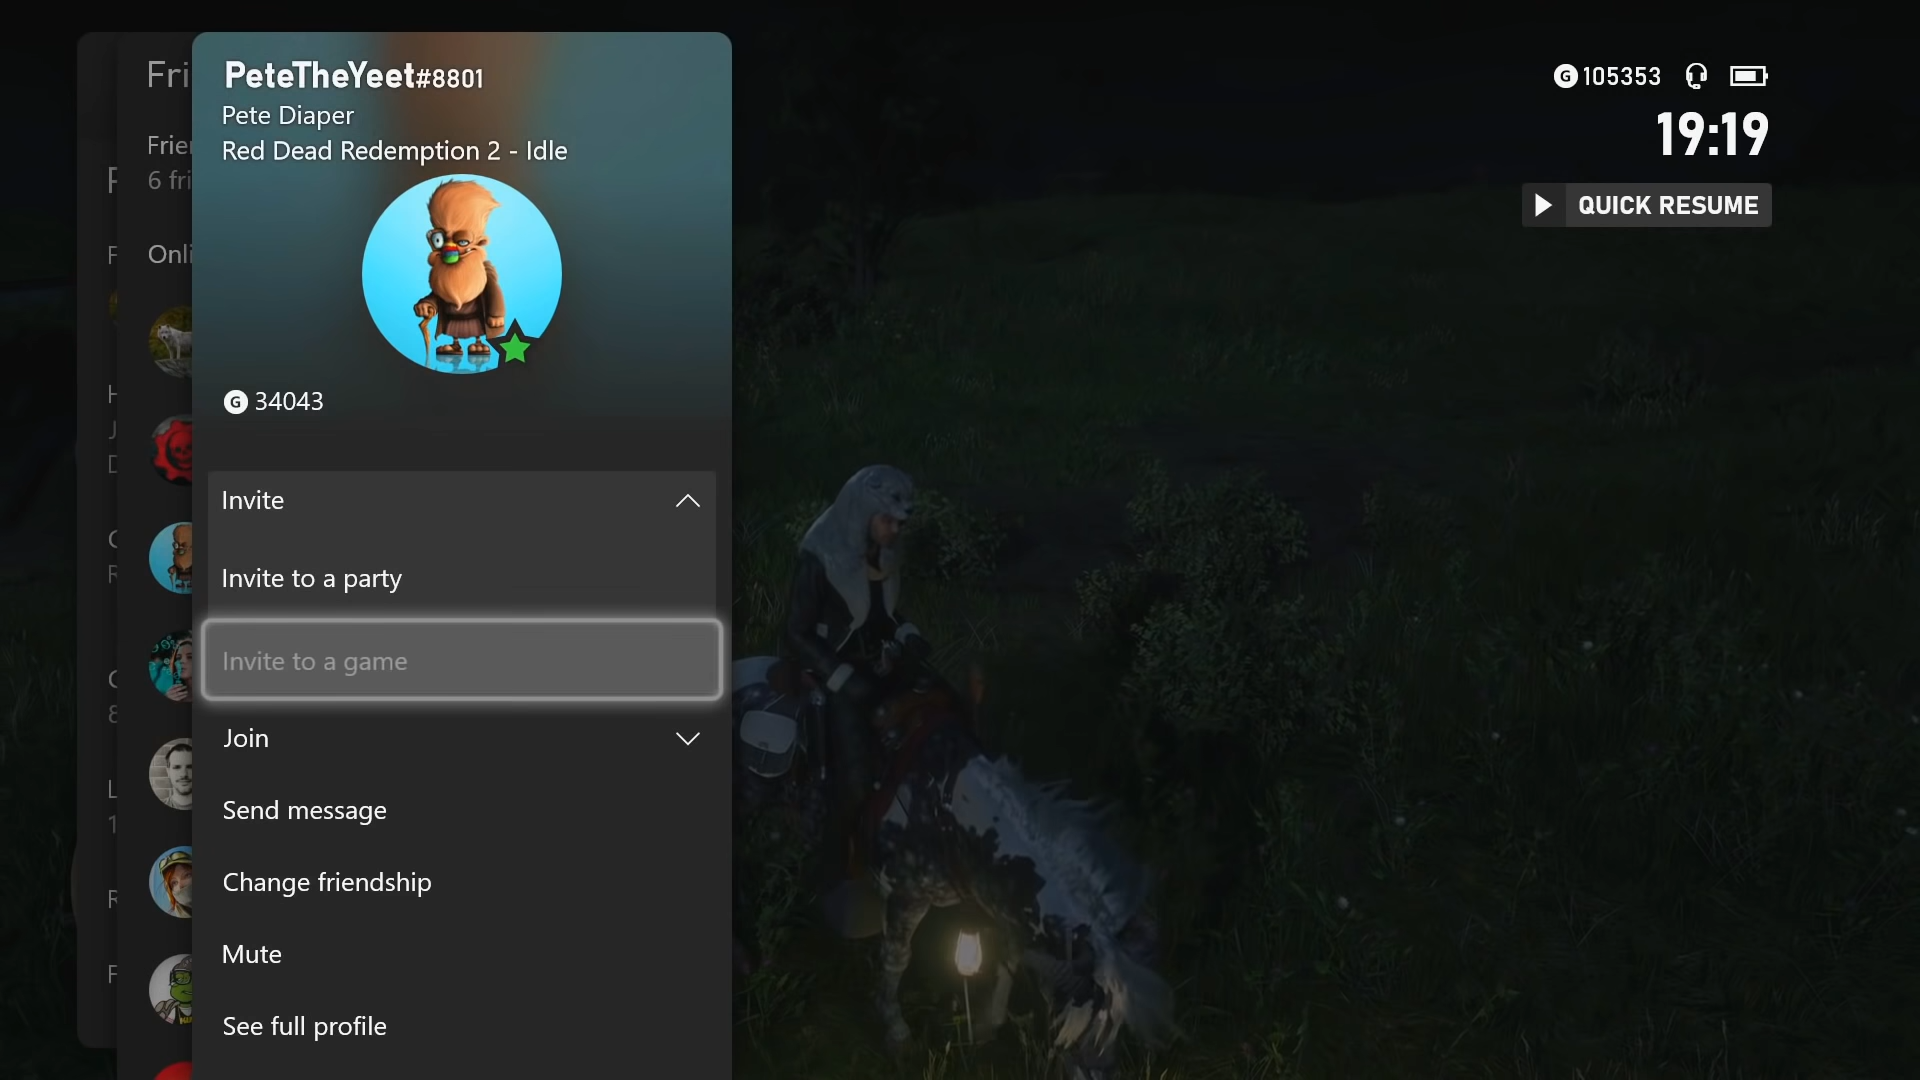 Fri
Frie
6 fri
Onli
PeteTheYeet#8801
Pete Diaper
Red Dead Redemption 2 - Idle
G 34043
Invite
Invite to a party
Invite to a game
Join
Send message
Change friendship
Mute
See full profile
G 105353
19:19
QUICK RESUME